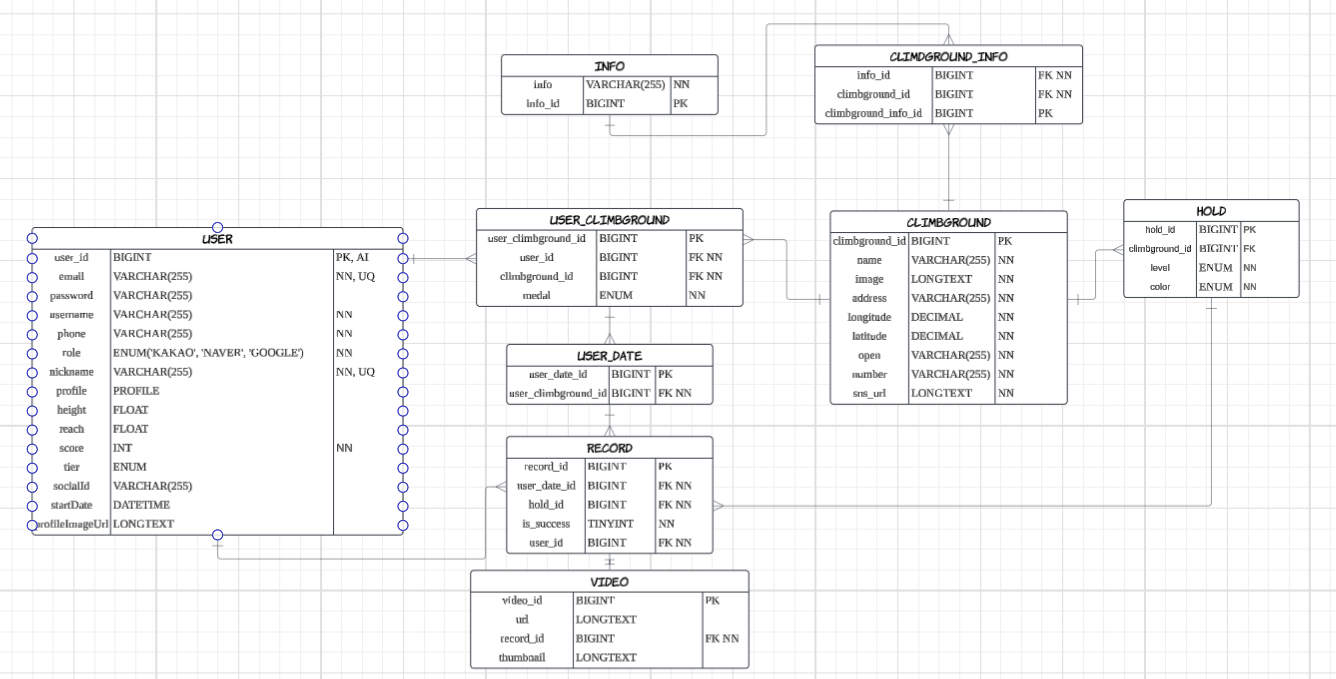 INFO
info VARCHAR(255) NN
info_id BIGINT PK
CLIMDGROUND_INFO
info_id BIGINT FK NN
climbground_id BIGINT FK NN
climbground_info_id BIGINT PK
USER
user_id BIGINT PK, AI
email VARCHAR(255) NN, UQ
password VARCHAR(255)
username VARCHAR(255) NN
phone VARCHAR(255) NN
role ENUM('KAKAO', 'NAVER', 'GOOGLE') NN
nickname VARCHAR(255) NN, UQ
profile PROFILE
height FLOAT
reach FLOAT
score INT NN
tier ENUM
socialId VARCHAR(255)
startDate DATETIME
profileImageUrl LONGTEXT
USER_CLIMBGROUND
user_climbground_id BIGINT PK
user_id BIGINT FK NN
climbground_id BIGINT FK NN
medal ENUM NN
CLIMBGROUND
climbground_id BIGINT PK
name VARCHAR(255) NN
image LONGTEXT NN
address VARCHAR(255) NN
longitude DECIMAL NN
latitude DECIMAL NN
open VARCHAR(255) NN
number VARCHAR(255) NN
sns_url LONGTEXT NN
HOLD
hold_id BIGINT PK
climbground_id BIGINT FK
level ENUM NN
color ENUM NN
USER_DATE
user_date_id BIGINT PK
user_climbground_id BIGINT FK NN
RECORD
record_id BIGINT PK
user_date_id BIGINT FK NN
hold_id BIGINT FK NN
is_success TINYINT NN
user_id BIGINT FK NN
VIDEO
video_id BIGINT PK
url LONGTEXT
record_id BIGINT FK NN
thumbnail LONGTEXT